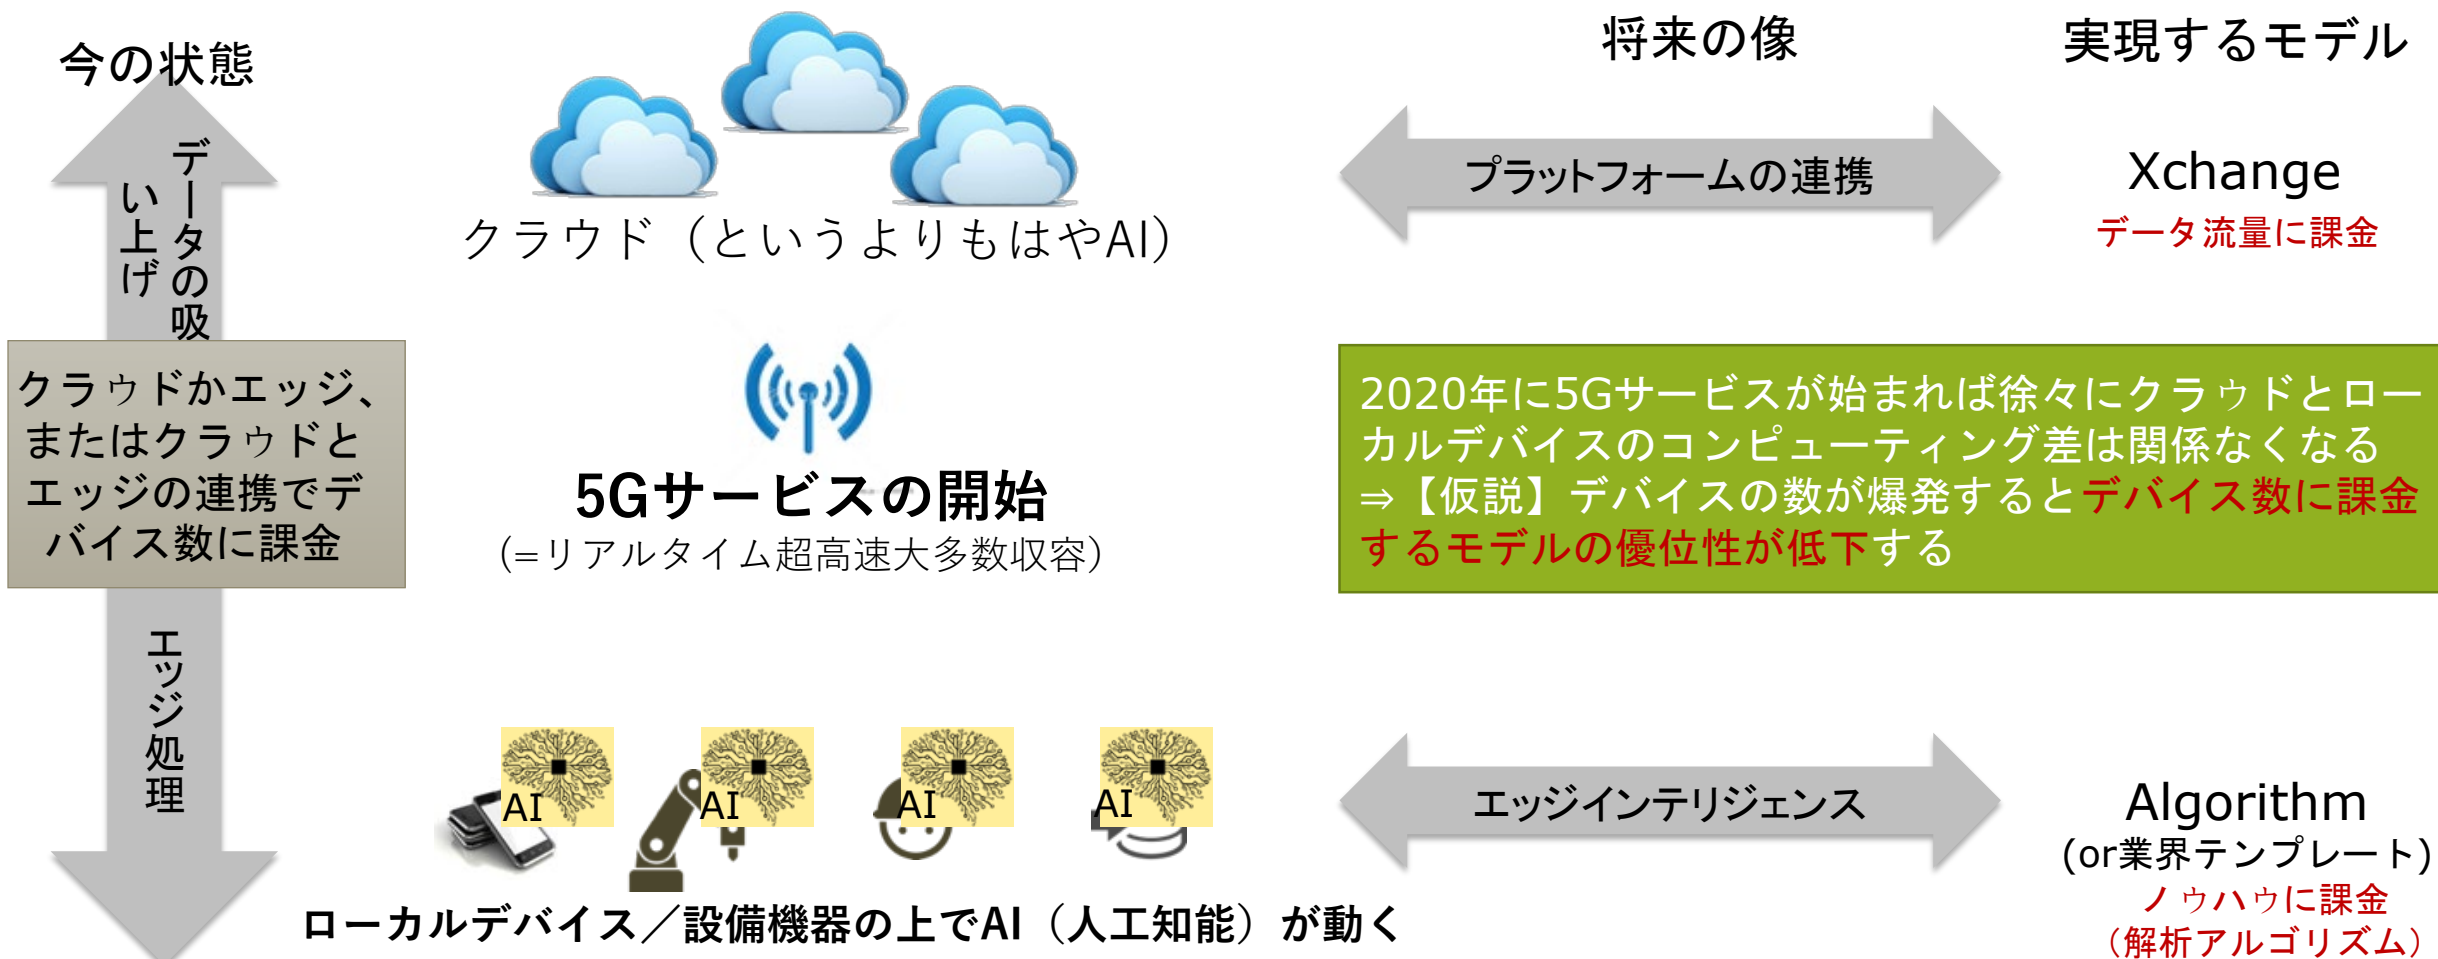 今の状態
データの吸
い上げ
クラウドかエッジ、
またはクラウドと
エッジの連携でデ
バイス数に課金
エッジ処理
クラウド（というよりもはやAI）
5Gサービスの開始
(=リアルタイム超高速大多数収容)
AI
AI
AI
AI
ローカルデバイス／設備機器の上でAI（人工知能）が動く
将来の像
実現するモデル
プラットフォームの連携
Xchange
データ流量に課金
2020年に5Gサービスが始まれば徐々にクラウドとロー
カルデバイスのコンピューティング差は関係なくなる
⇒【仮説】デバイスの数が爆発するとデバイス数に課金
するモデルの優位性が低下する
エッジインテリジェンス
Algorithm
(or業界テンプレート)
ノウハウに課金
（解析アルゴリズム）